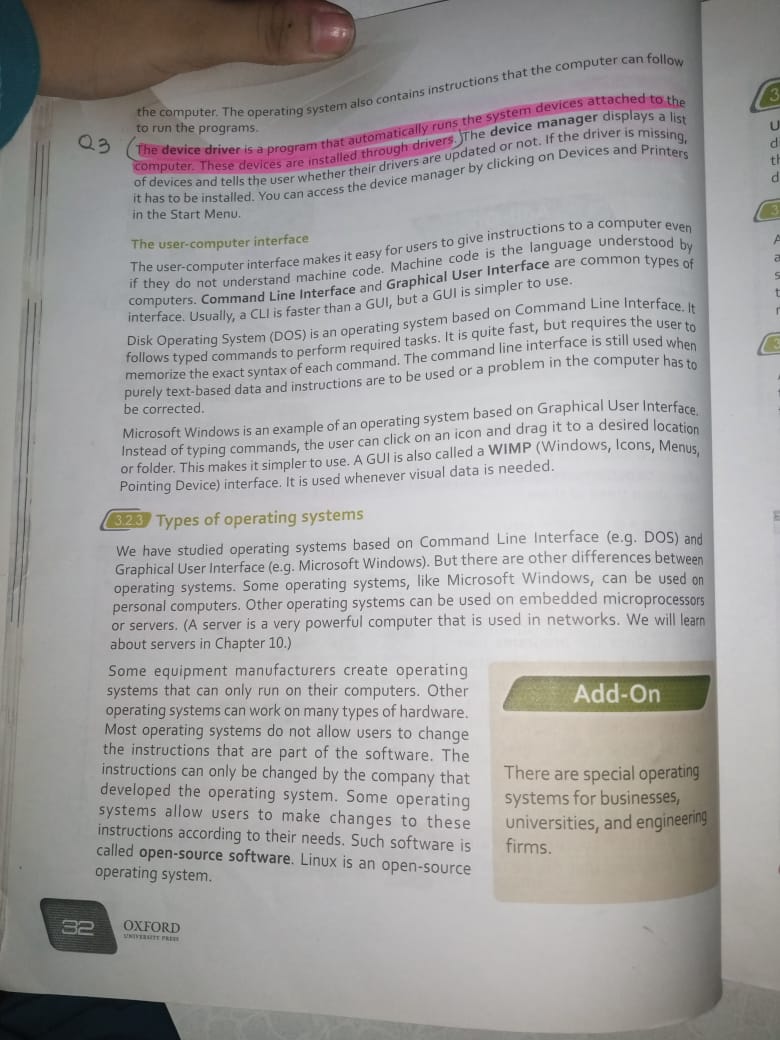 the computer. The operating system also contains instructions that the computer can follow
to run the programs.
Q3
(The device driver is a program that automatically runs the system devices attached to the
computer. These devices are installed through drivers.) The device manager displays a list
of devices and tells the user whether their drivers are updated or not. If the driver is missing,
it has to be installed. You can access the device manager by clicking on Devices and Printers
in the Start Menu.
The user-computer interface
The user-computer interface makes it easy for users to give instructions to a computer even
if they do not understand machine code. Machine code is the language understood by
computers. Command Line Interface and Graphical User Interface are common types of
interface. Usually, a CLI is faster than a GUI, but a GUI is simpler to use.
Disk Operating System (DOS) is an operating system based on Command Line Interface. It
follows typed commands to perform required tasks. It is quite fast, but requires the user to
memorize the exact syntax of each command. The command line interface is still used when
purely text-based data and instructions are to be used or a problem in the computer has to
be corrected.
Microsoft Windows is an example of an operating system based on Graphical User Interface.
Instead of typing commands, the user can click on an icon and drag it to a desired location
or folder. This makes it simpler to use. A GUI is also called a WIMP (Windows, Icons, Menus,
Pointing Device) interface. It is used whenever visual data is needed.
3.2.3 Types of operating systems
We have studied operating systems based on Command Line Interface (e.g. DOS) and
Graphical User Interface (e.g. Microsoft Windows). But there are other differences between
operating systems. Some operating systems, like Microsoft Windows, can be used on
personal computers. Other operating systems can be used on embedded microprocessors
or servers. (A server is a very powerful computer that is used in networks. We will learn
about servers in Chapter 10.)
Some equipment manufacturers create operating
systems that can only run on their computers. Other
operating systems can work on many types of hardware.
Most operating systems do not allow users to change
the instructions that are part of the software. The
instructions can only be changed by the company that
developed the operating system. Some operating
systems allow users to make changes to these
instructions according to their needs. Such software is
called open-source software. Linux is an open-source
operating system.
Add-On
There are special operating
systems for businesses,
universities, and engineering
firms.
32
OXFORD
UNIVERSITY PRESS